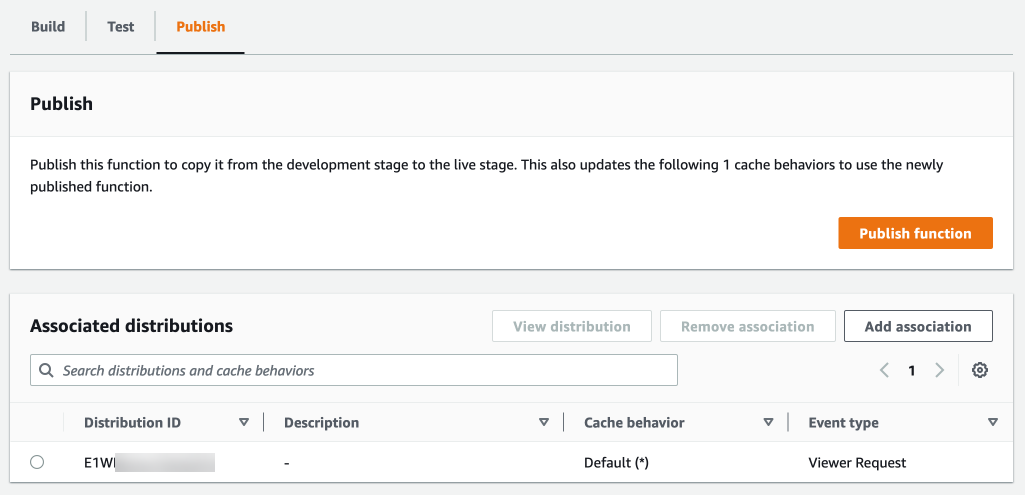 Build Test Publish
Publish
Publish this function to copy it from the development stage to the live stage. This also updates the following 1 cache behaviors to use the newly
published function.
Publish function
Associated distributions View distribution Remove association Add association
Search distributions and cache behaviors 1
Distribution ID Description Cache behavior Event type
- Default (*) Viewer Request